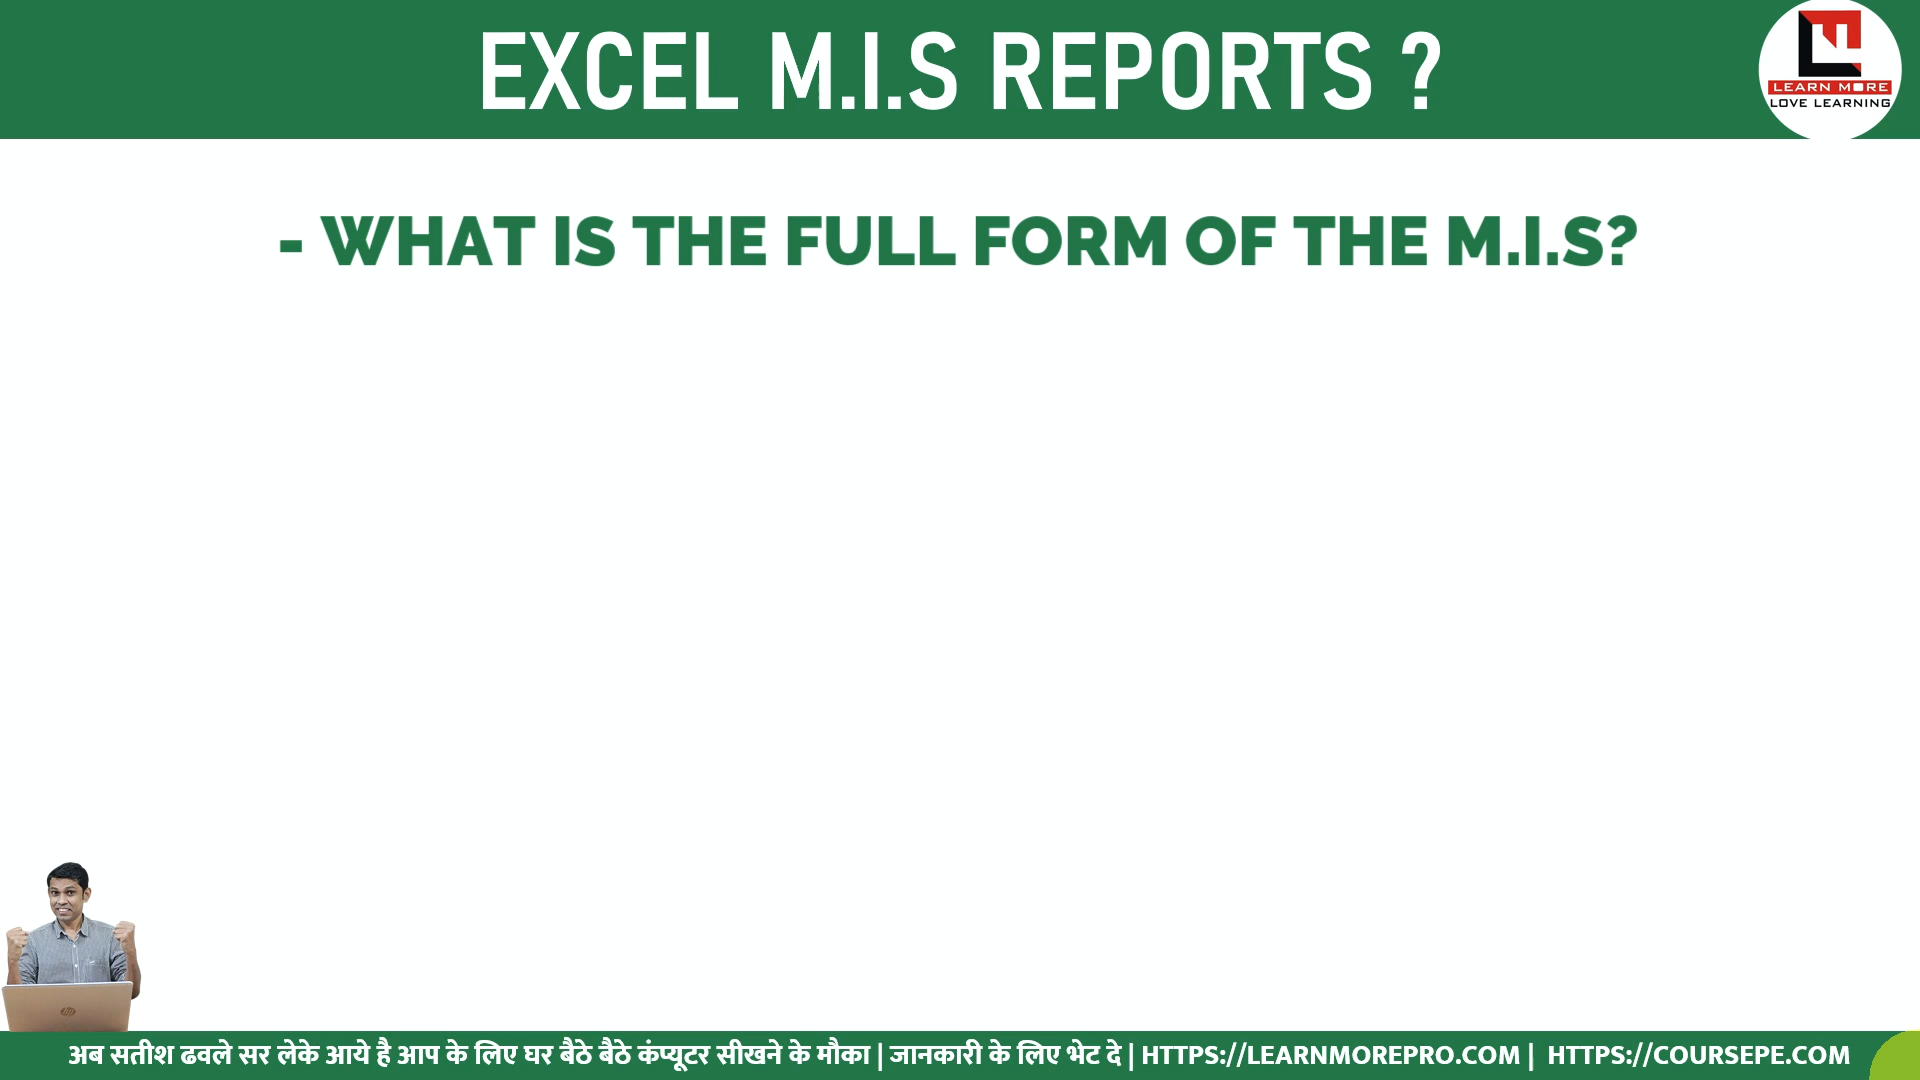 EXCEL M.I.S REPORTS ?
LEARN MORE
LOVE LEARNING
- WHAT IS THE FULL FORM OF THE M.I.S?
hp
अब सतीश ढवले सर लेके आये है आप के लिए घर बैठे बैठे कंप्यूटर सीखने के मौका | जानकारी के लिए भेट दे | HTTPS://LEARNMOREPRO.COM | HTTPS://COURSEPE.COM